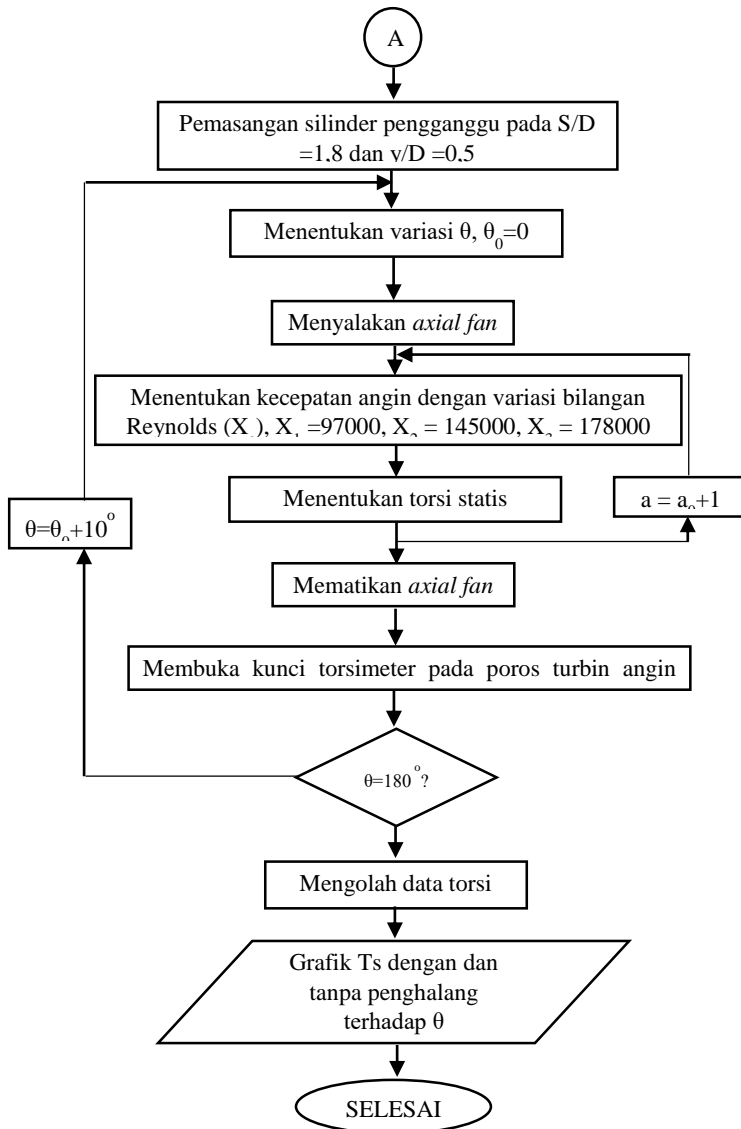 A
Pemasangan silinder pengganggu pada S/D
=1,8 dan y/D =0,5
Menentukan variasi θ, θ₀=0
Menyalakan axial fan
Menentukan kecepatan angin dengan variasi bilangan
Reynolds (Xₐ), X₁ =97000, X₂ = 145000, X₃ = 178000
Menentukan torsi statis
a = aₒ+1
θ=θₒ+10°
Mematikan axial fan
Membuka kunci torsimeter pada poros turbin angin
θ=180°?
Mengolah data torsi
Grafik Ts dengan dan
tanpa penghalang
terhadap θ
SELESAI